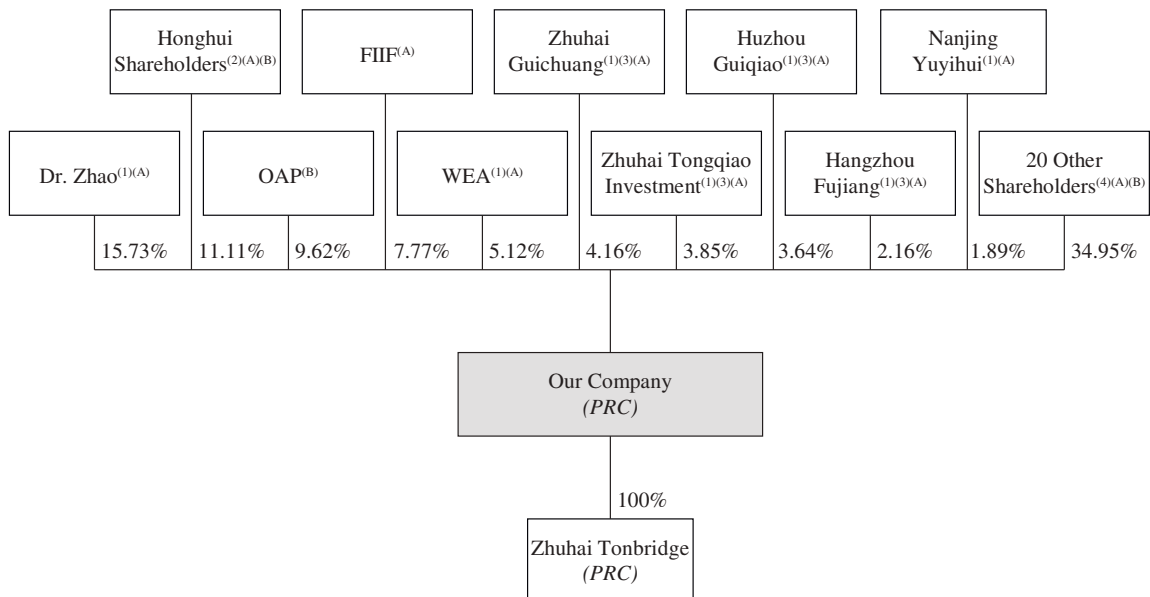 Honghui
Shareholders(2)(A)(B)
FIIF(A)
Zhuhai
Guichuang(1)(3)(A)
Huzhou
Guiqiao(1)(3)(A)
Nanjing
Yuyihui(1)(A)
Dr. Zhao(1)(A)
OAP(B)
WEA(1)(A)
Zhuhai Tongqiao
Investment(1)(3)(A)
Hangzhou
Fujiang(1)(3)(A)
20 Other
Shareholders(4)(A)(B)
15.73%
11.11%
9.62%
7.77%
5.12%
4.16%
3.85%
3.64%
2.16%
1.89%
34.95%
Our Company
(PRC)
100%
Zhuhai Tonbridge
(PRC)